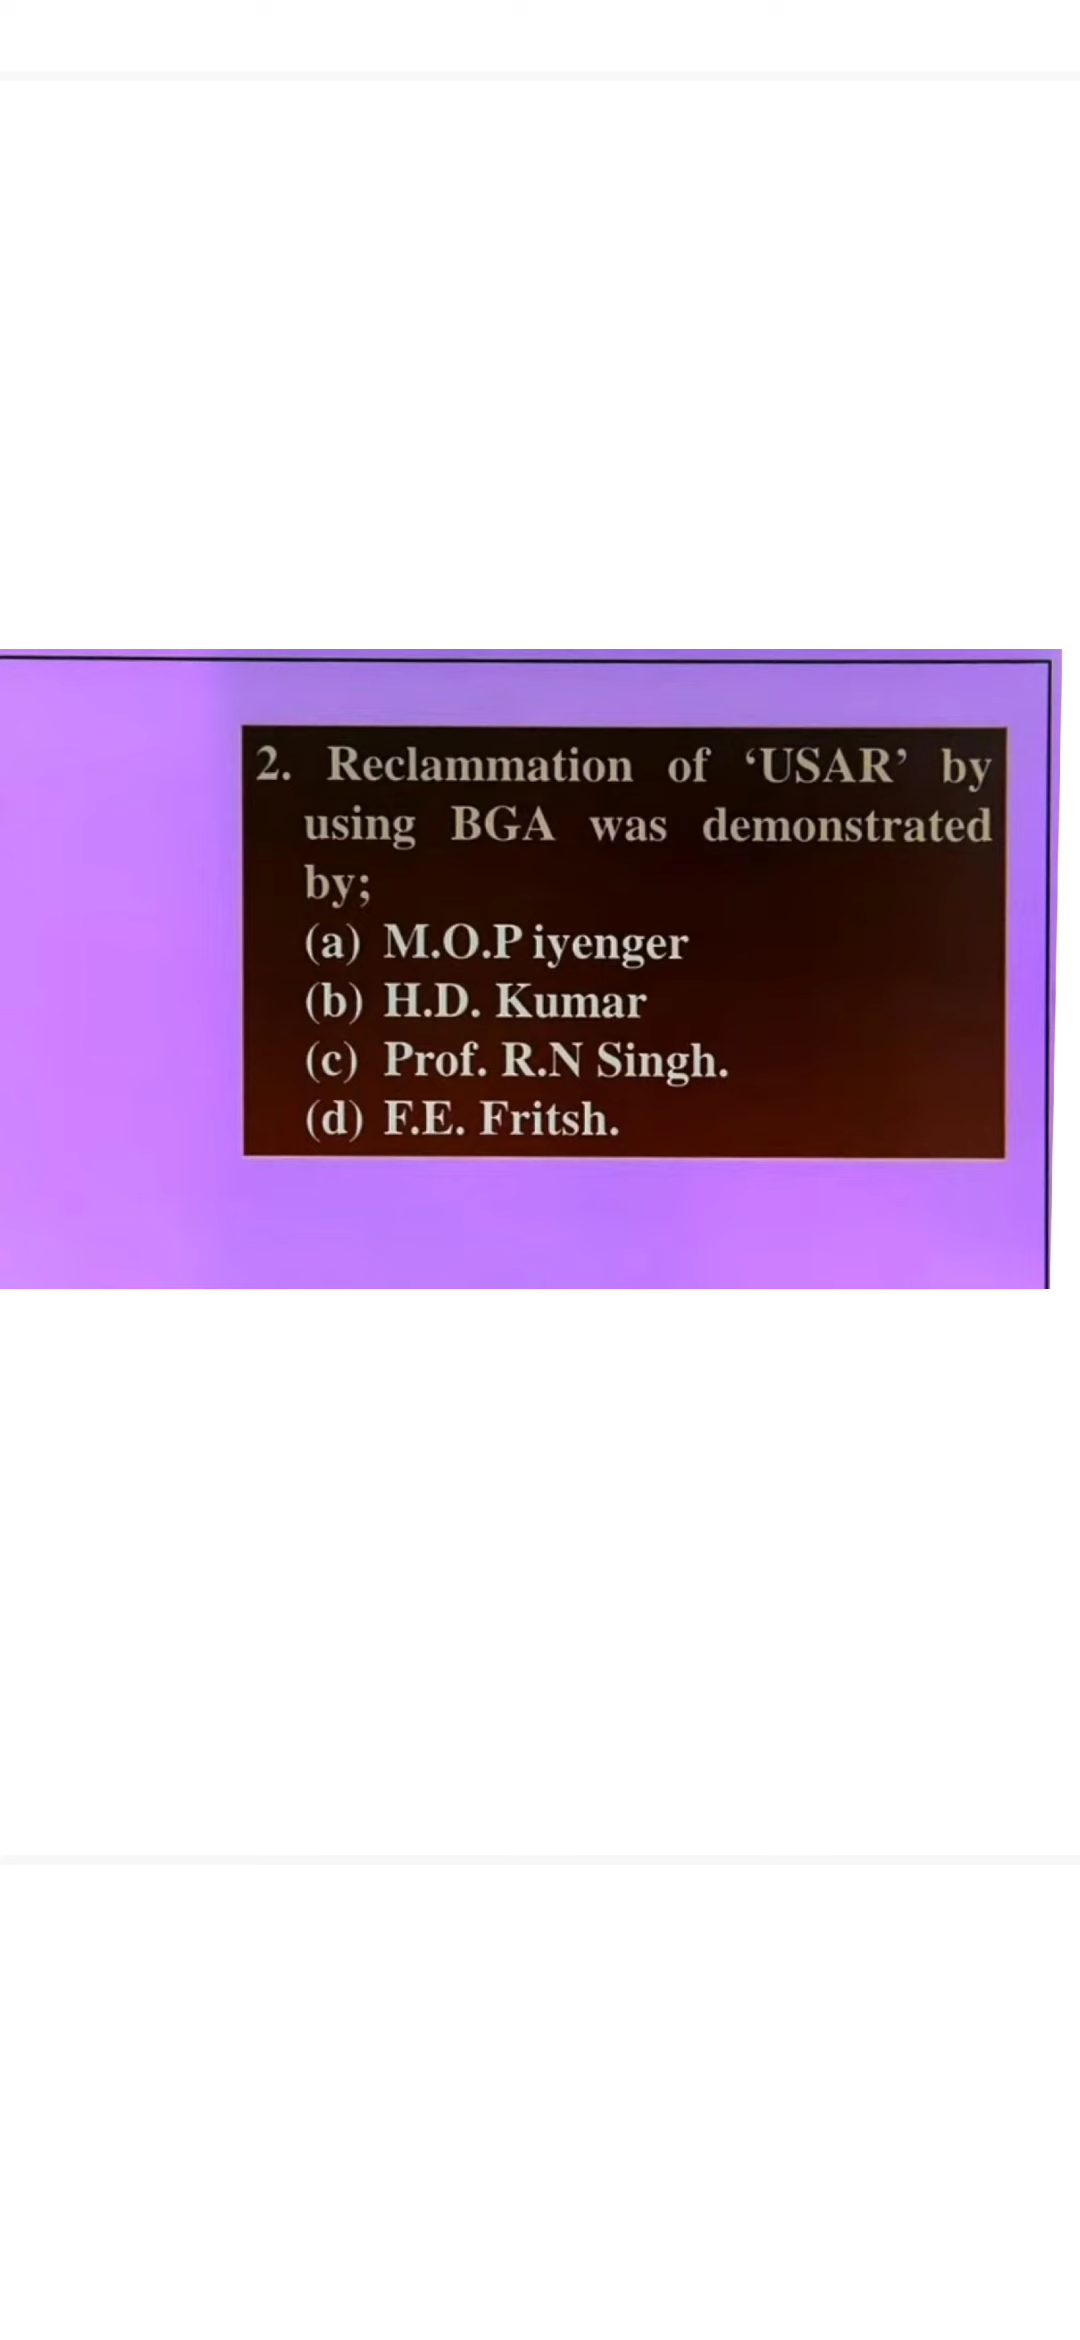 2. Reclammation of ‘USAR’ by
using BGA was demonstrated
by;
(a) M.O.P iyenger
(b) H.D. Kumar
(c) Prof. R.N Singh.
(d) F.E. Fritsh.